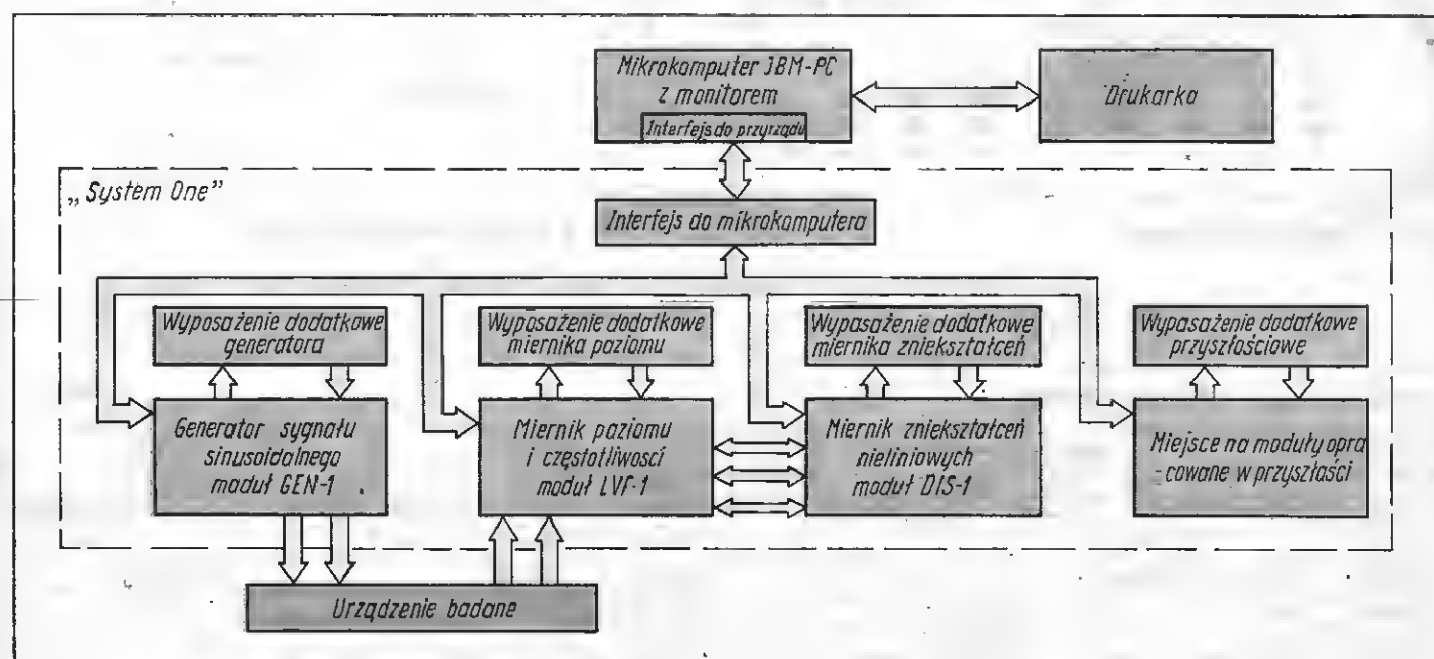 Mikrokomputer JBM-PC
z monitorem
Interfejs do przyrządu
Drukarka
„System One”
Interfejs do mikrokomputera
Wyposażenie dodatkowe
generatora
Wyposażenie dodatkowe
miernika poziomu
Wyposażenie dodatkowe
miernika zniekształceń
Wyposażenie dodatkowe
przyszłościowe
Generator sygnału
sinusoidalnego
moduł GEN-1
Miernik poziomu
i częstotliwości
moduł LVF-1
Miernik zniekształceń
nieliniowych
moduł DIS-1
Miejsce na moduły opra
-cowane w przyszłości
Urządzenie badane